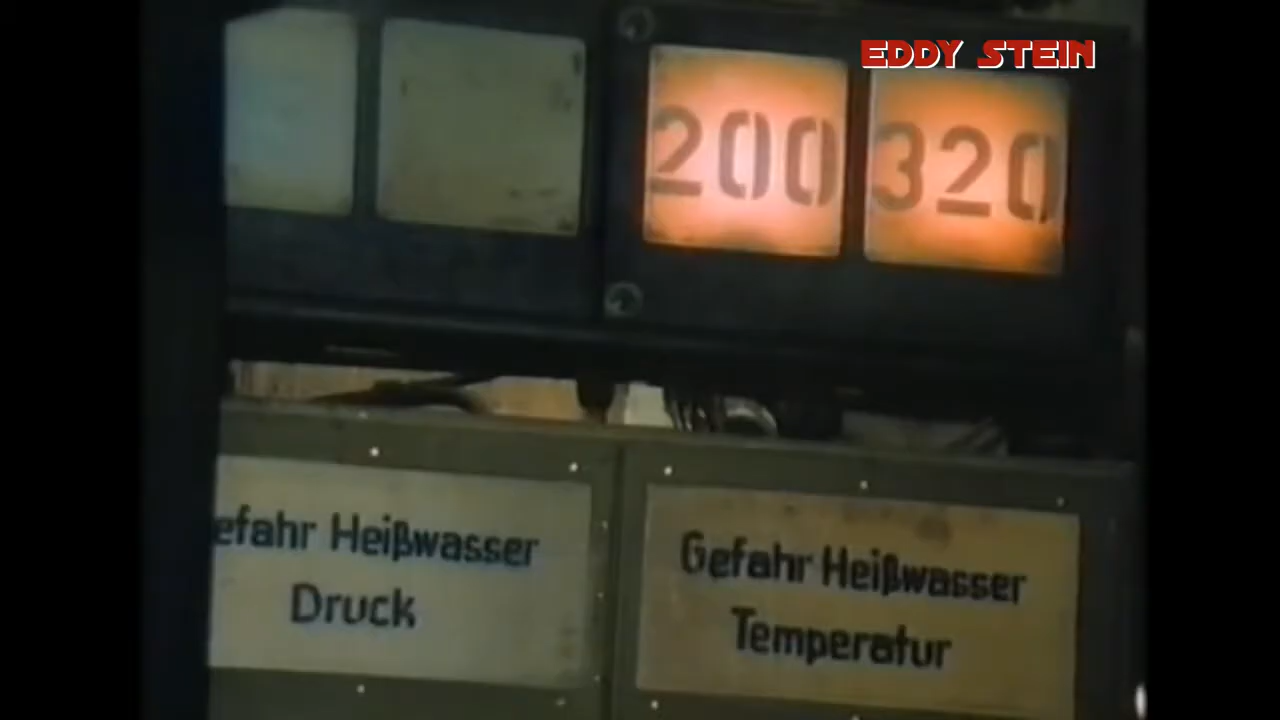 EDDY STEIN
200 320
efahr Heißwasser
Druck
Gefahr Heißwasser
Temperatur